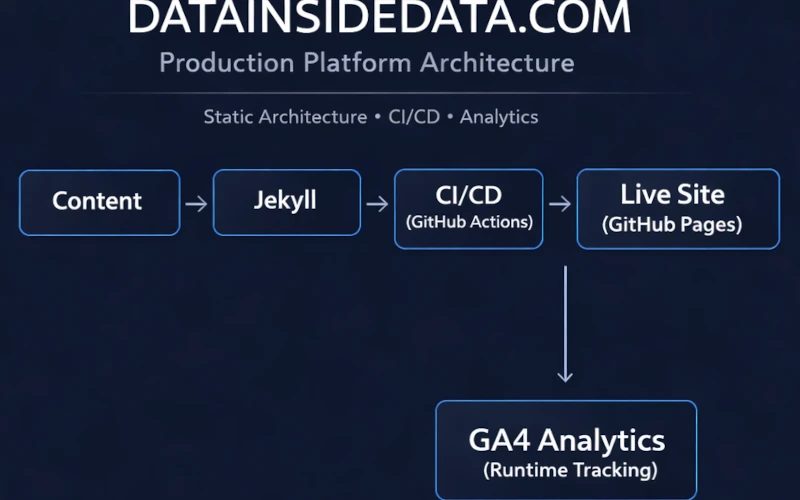 DATAINSIDEDATA.COM
Production Platform Architecture
Static Architecture • CI/CD • Analytics
Content
Jekyll
CI/CD
(GitHub Actions)
Live Site
(GitHub Pages)
GA4 Analytics
(Runtime Tracking)